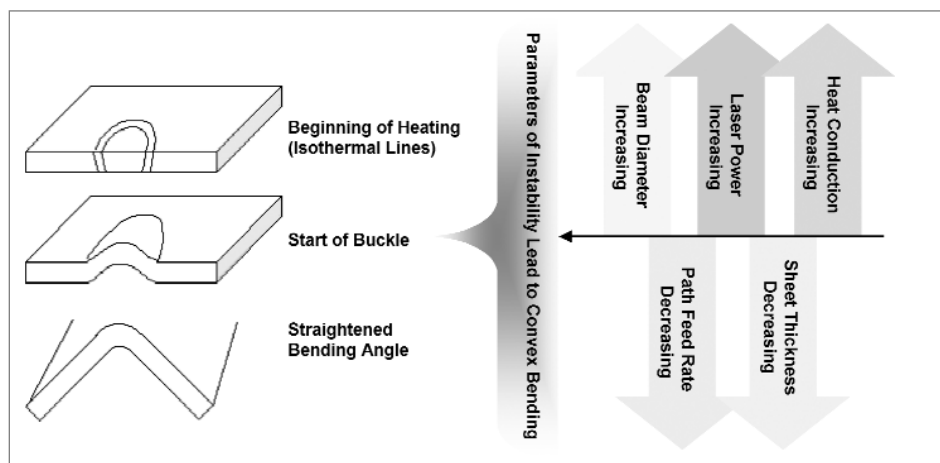 Beginning of Heating
(Isothermal Lines)
Start of Buckle
Straightened
Bending Angle
Parameters of Instability Lead to Convex Bending
Beam Diameter
Increasing
Laser Power
Increasing
Heat Conduction
Increasing
Path Feed Rate
Decreasing
Sheet Thickness
Decreasing